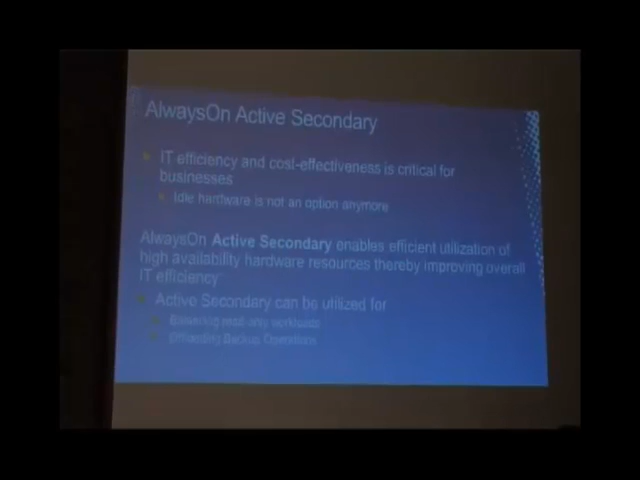 AlwaysOn Active Secondary
IT efficiency and cost-effectiveness is critical for
businesses
Idle hardware is not an option anymore
AlwaysOn Active Secondary enables efficient utilization of
high availability hardware resources thereby improving overall
IT efficiency
Active Secondary can be utilized for
read-only workloads
Offloading Backup Operations